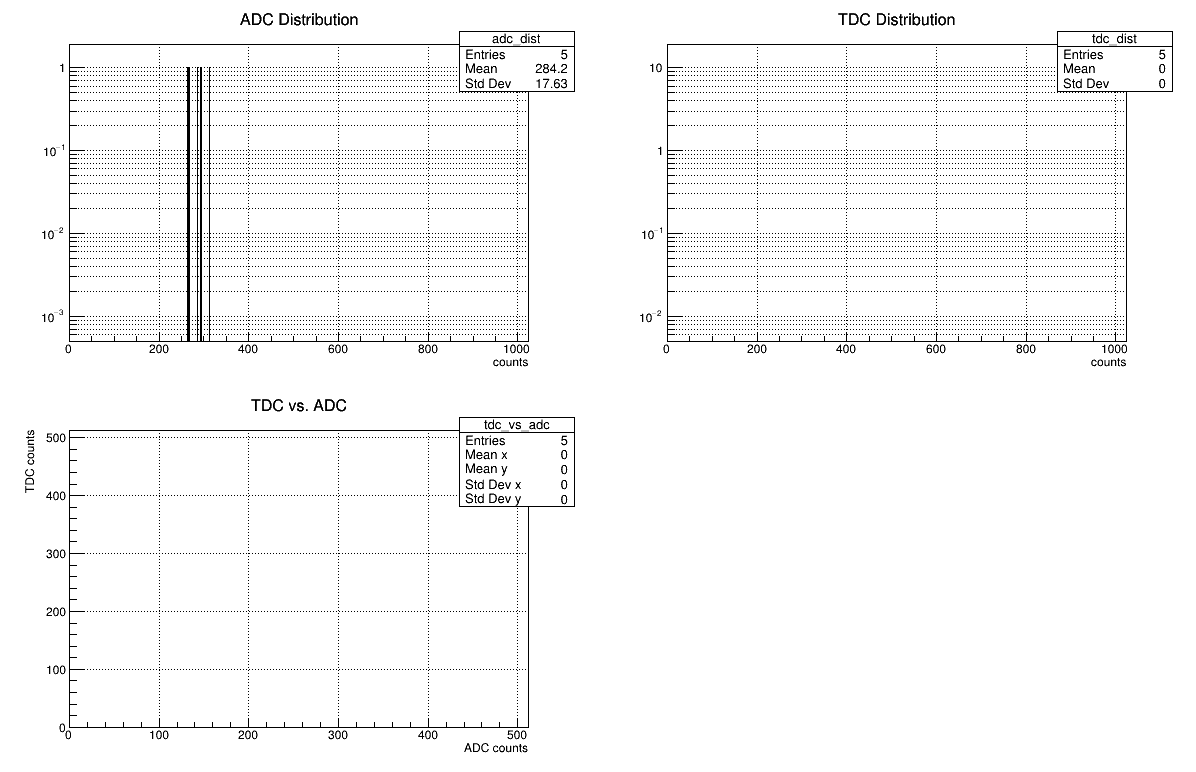 ADC Distribution
adc_dist
Entries 5
Mean 284.2
Std Dev 17.63
1
10⁻¹
10⁻²
10⁻³
0 200 400 600 800 1000
counts
TDC Distribution
tdc_dist
Entries 5
Mean 0
Std Dev 0
10
1
10⁻¹
10⁻²
0 200 400 600 800 1000
counts
TDC vs. ADC
tdc_vs_adc
Entries 5
Mean x 0
Mean y 0
Std Dev x 0
Std Dev y 0
TDC counts
500
400
300
200
100
0
0 100 200 300 400 500
ADC counts